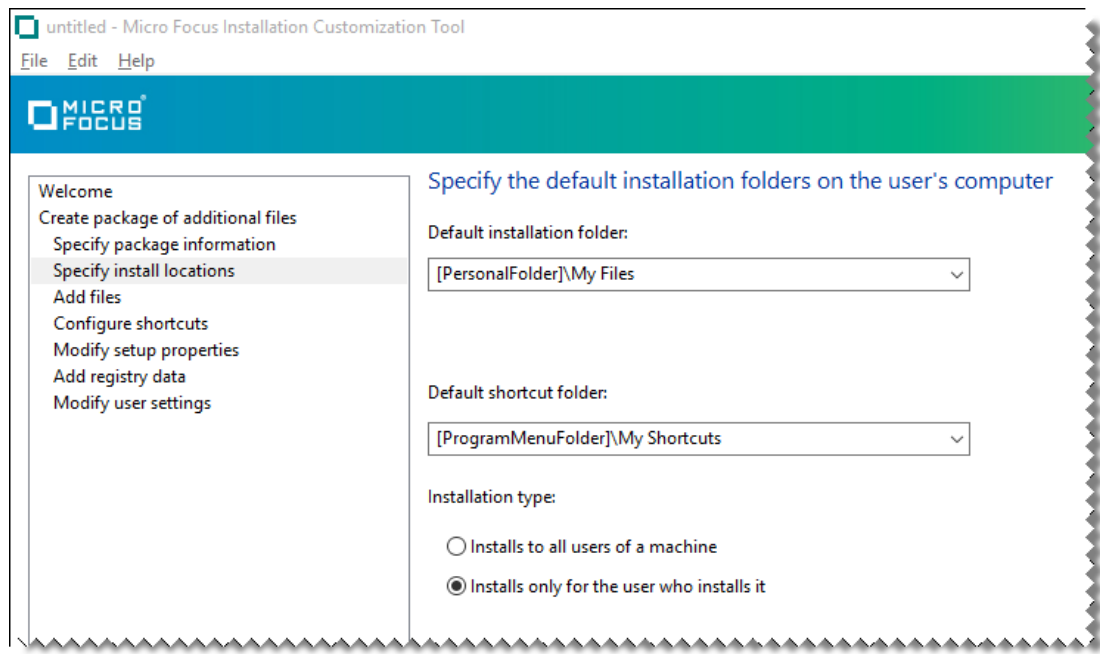 untitled - Micro Focus Installation Customization Tool
File Edit Help
MICRO
FOCUS
Welcome
Create package of additional files
Specify package information
Specify install locations
Add files
Configure shortcuts
Modify setup properties
Add registry data
Modify user settings
Specify the default installation folders on the user's computer
Default installation folder:
[PersonalFolder]\My Files
Default shortcut folder:
[ProgramMenuFolder]\My Shortcuts
Installation type:
Installs to all users of a machine
Installs only for the user who installs it